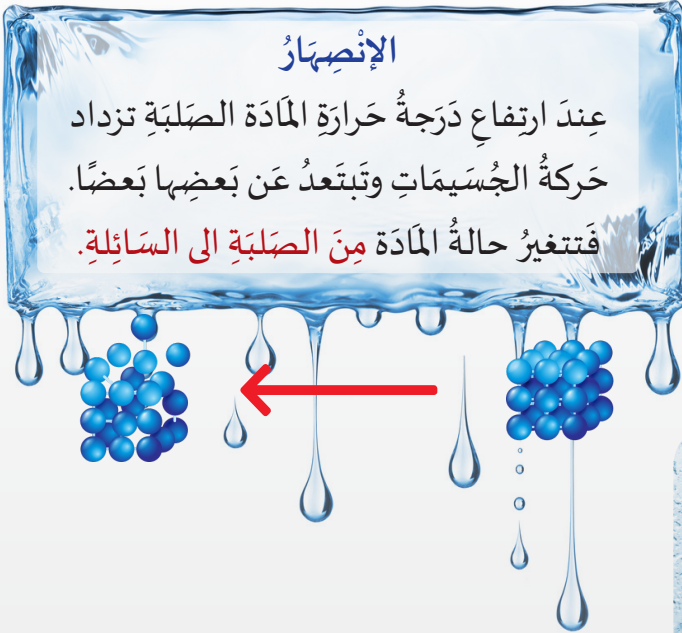 الإنْصِهَارُ
عِندَ ارتِفاعِ دَرَجةُ حَرارَةِ المَادَة الصَلبَةِ تزداد
حَركةُ الجُسَيمَاتِ وتَبتَعدُ عَن بَعضِها بَعضًا.
فَتتغيرُ حالةُ المَادَة مِنَ الصَلبَةِ الى السَائِلةِ.